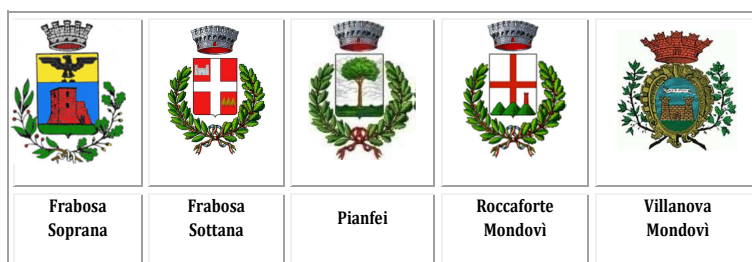 Frabosa
Soprana
Frabosa
Sottana
Pianfei
Roccaforte
Mondovì
Villanova
Mondovì